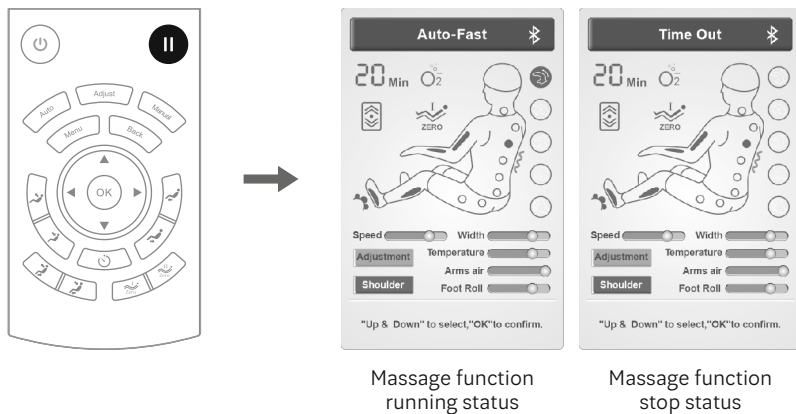 Auto
Adjust
Manual
Menu
Back
OK
ZERO
Auto-Fast
20 Min O2
ZERO
Speed Width
Adjustment Temperature
Arms air
Shoulder Foot Roll
"Up & Down" to select,"OK"to confirm.
Massage function
running status
Time Out
20 Min O2
ZERO
Speed Width
Adjustment Temperature
Arms air
Shoulder Foot Roll
"Up & Down" to select,"OK"to confirm.
Massage function
stop status